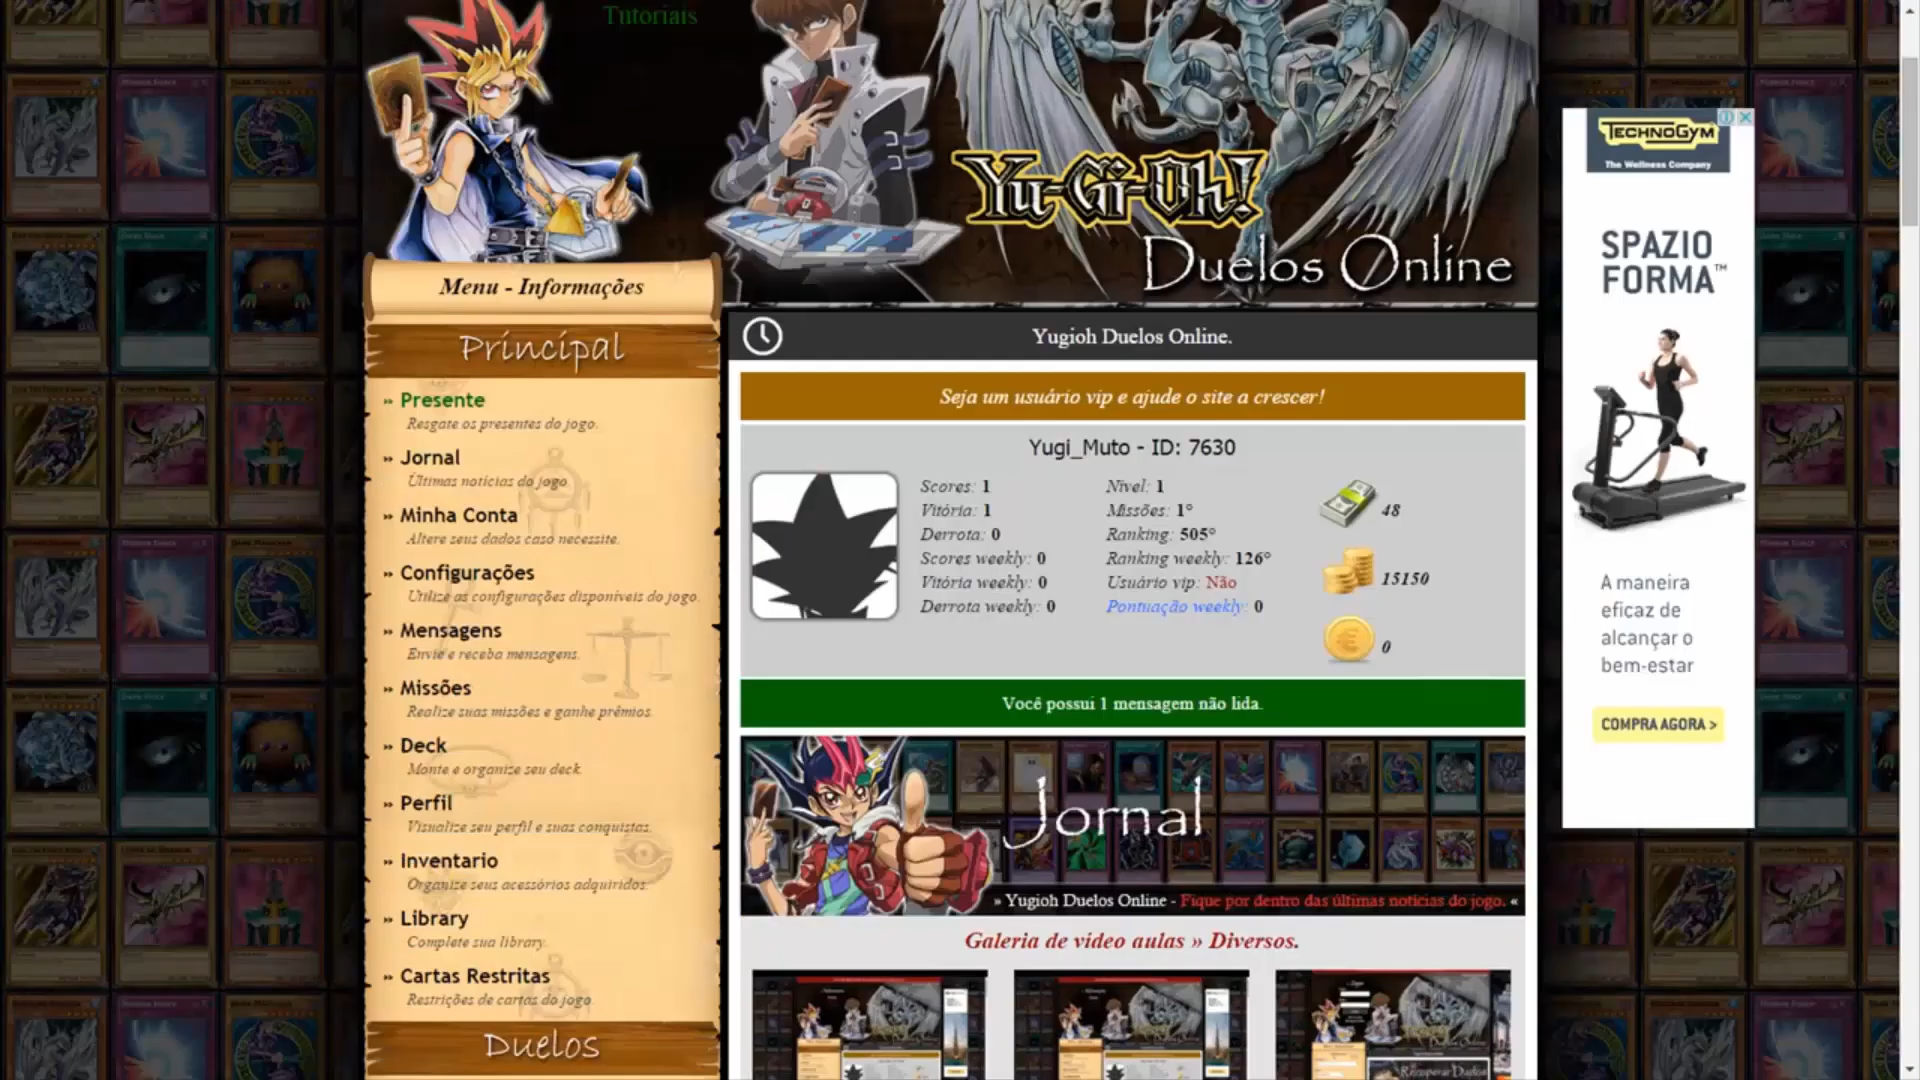 Tutoriais
Yu-Gi-Oh!
Duelos Online
Menu - Informações
Principal
» Presente
Resgate os presentes do jogo.
» Jornal
Últimas notícias do jogo.
» Minha Conta
Altere seus dados caso necessite.
» Configurações
Utilize as configurações disponíveis do jogo.
» Mensagens
Envie e receba mensagens.
» Missões
Realize suas missões e ganhe prêmios.
» Deck
Monte e organize seu deck.
» Perfil
Visualize seu perfil e suas conquistas.
» Inventario
Organize seus acessórios adquiridos.
» Library
Complete sua library.
» Cartas Restritas
Restrições de cartas do jogo.
Duelos
Yugioh Duelos Online.
Seja um usuário vip e ajude o site a crescer!
Yugi_Muto - ID: 7630
Scores: 1
Vitória: 1
Derrota: 0
Scores weekly: 0
Vitória weekly: 0
Derrota weekly: 0
Nível: 1
Missões: 1°
Ranking: 505°
Ranking weekly: 126°
Usuário vip: Não
Pontuação weekly: 0
48
15150
0
Você possui 1 mensagem não lida.
Jornal
» Yugioh Duelos Online - Fique por dentro das últimas notícias do jogo. «
Galeria de vídeo aulas » Diversos.
TECHNOGYM
The Wellness Company
SPAZIO
FORMA™
A maneira
eficaz de
alcançar o
bem-estar
COMPRA AGORA >